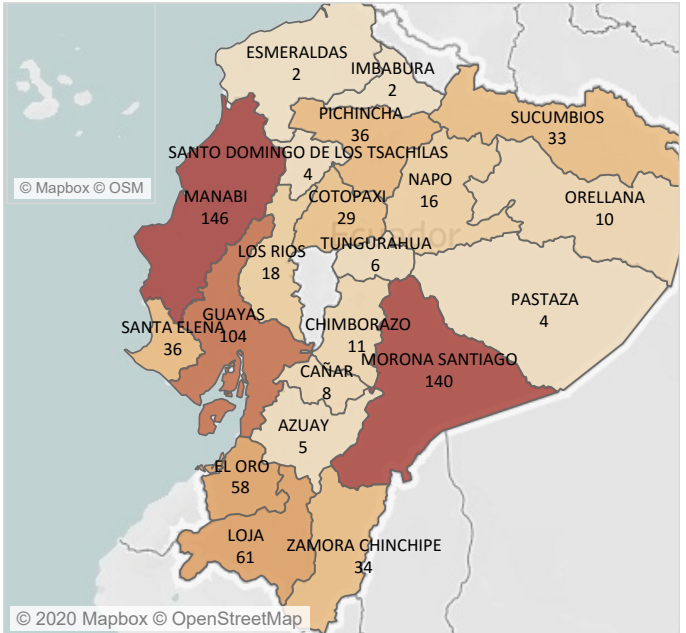 ESMERALDAS
2
IMBABURA
2
PICHINCHA
36
SUCUMBIOS
33
© Mapbox © OSM
SANTO DOMINGO DE LOS TSACHILAS
4
MANABI
146
COTOPAXI
29
NAPO
16
ORELLANA
10
Ecuador
LOS RIOS
18
TUNGURAHUA
6
PASTAZA
4
SANTA ELENA
36
GUAYAS
104
CHIMBORAZO
11
MORONA SANTIAGO
140
CAÑAR
8
AZUAY
5
EL ORO
58
LOJA
61
ZAMORA CHINCHIPE
34
© 2020 Mapbox © OpenStreetMap